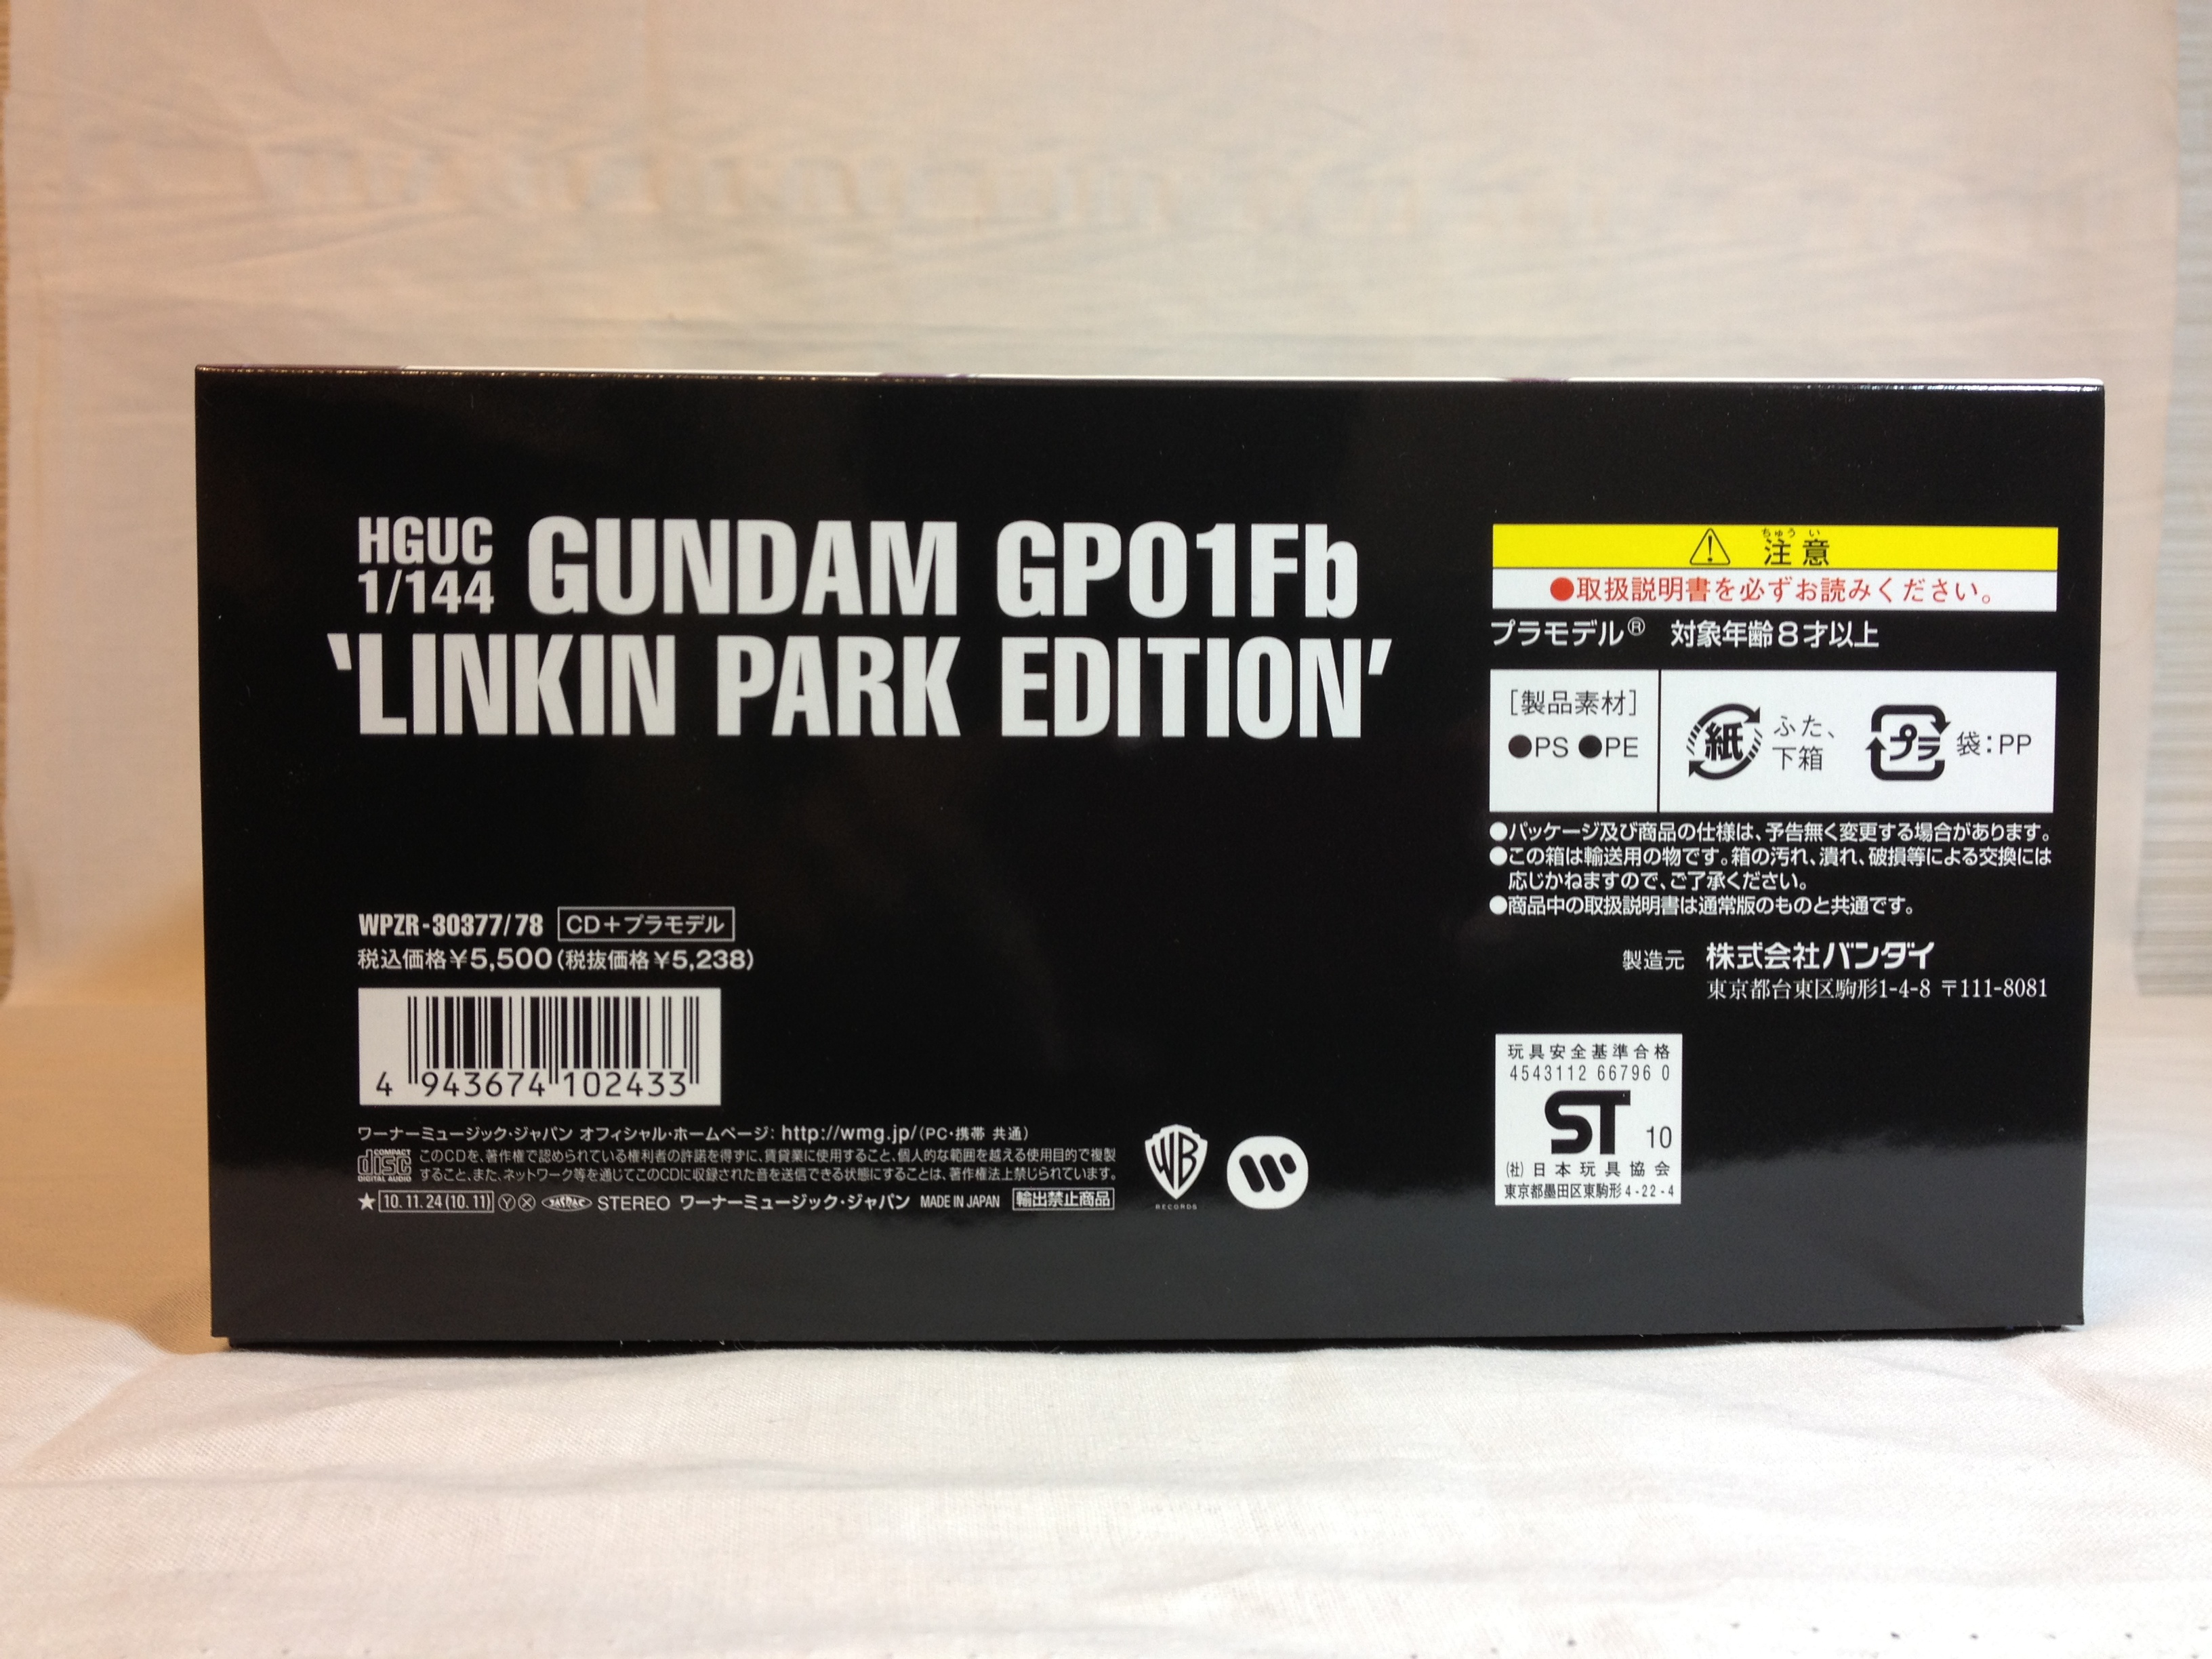 HGUC
1/144
GUNDAM GP01Fb
‘LINKIN PARK EDITION’
WPZR-30377/78 CD＋プラモデル
税込価格￥5,500(税抜価格￥5,238)
4 943674 102433
ワーナーミュージック・ジャパン オフィシャル・ホームページ: http://wmg.jp/(PC・携帯 共通)
COMPACT
disc
DIGITAL AUDIO
このCDを、著作権で認められている権利者の許諾を得ずに、賃貸業に使用すること、個人的な範囲を越える使用目的で複製
すること、また、ネットワーク等を通じてこのCDに収録された音を送信できる状態にすることは、著作権法上禁じられています。
★ 10.11.24(10.11) Ⓨ Ⓧ JASRAC STEREO ワーナーミュージック・ジャパン MADE IN JAPAN 輸出禁止商品
WB
RECORDS
ちゅう い
⚠ 注意
●取扱説明書を必ずお読みください。
プラモデル® 対象年齢8才以上
[製品素材]
●PS ●PE
紙 ふた、
下箱
プラ 袋:PP
●パッケージ及び商品の仕様は、予告無く変更する場合があります。
●この箱は輸送用の物です。箱の汚れ、潰れ、破損等による交換には
応じかねますので、ご了承ください。
●商品中の取扱説明書は通常版のものと共通です。
製造元 株式会社バンダイ
東京都台東区駒形1-4-8 〒111-8081
玩具安全基準合格
4543112 66796 0
ST 10
(社)日本玩具協会
東京都墨田区東駒形4-22-4